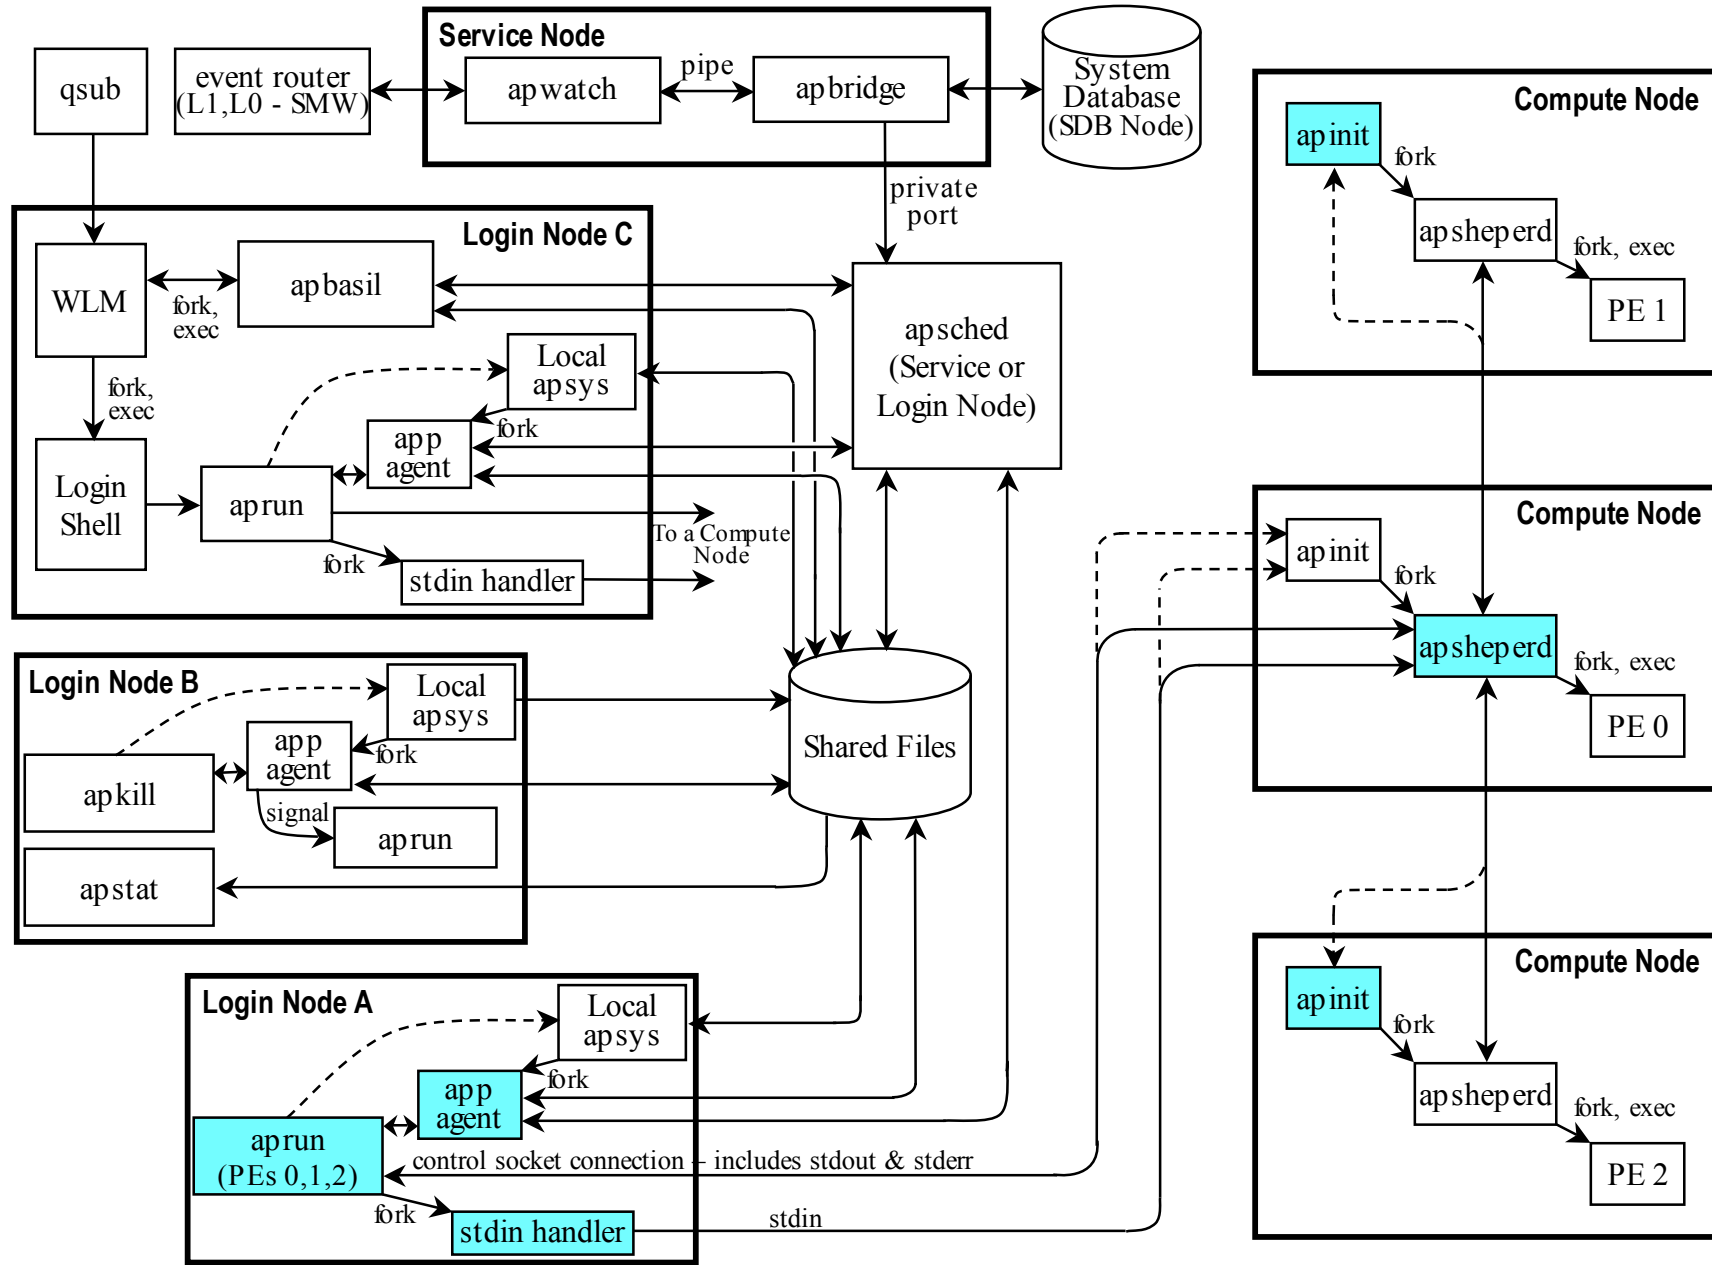 Service Node
qsub
event router
(L1,L0 - SMW)
apwatch
pipe
apbridge
System
Database
(SDB Node)
private
port
Login Node C
WLM
fork,
exec
apbasil
Local
apsys
fork
app
agent
fork,
exec
Login
Shell
aprun
fork
stdin handler
To a Compute
Node
apsched
(Service or
Login Node)
Login Node B
Local
apsys
fork
app
agent
apkill
signal
aprun
apstat
Shared Files
Login Node A
Local
apsys
fork
app
agent
aprun
(PEs 0,1,2)
control socket connection – includes stdout & stderr
fork
stdin handler
stdin
Compute Node
apinit
fork
apsheperd
fork, exec
PE 1
Compute Node
apinit
fork
apsheperd
fork, exec
PE 0
Compute Node
apinit
fork
apsheperd
fork, exec
PE 2